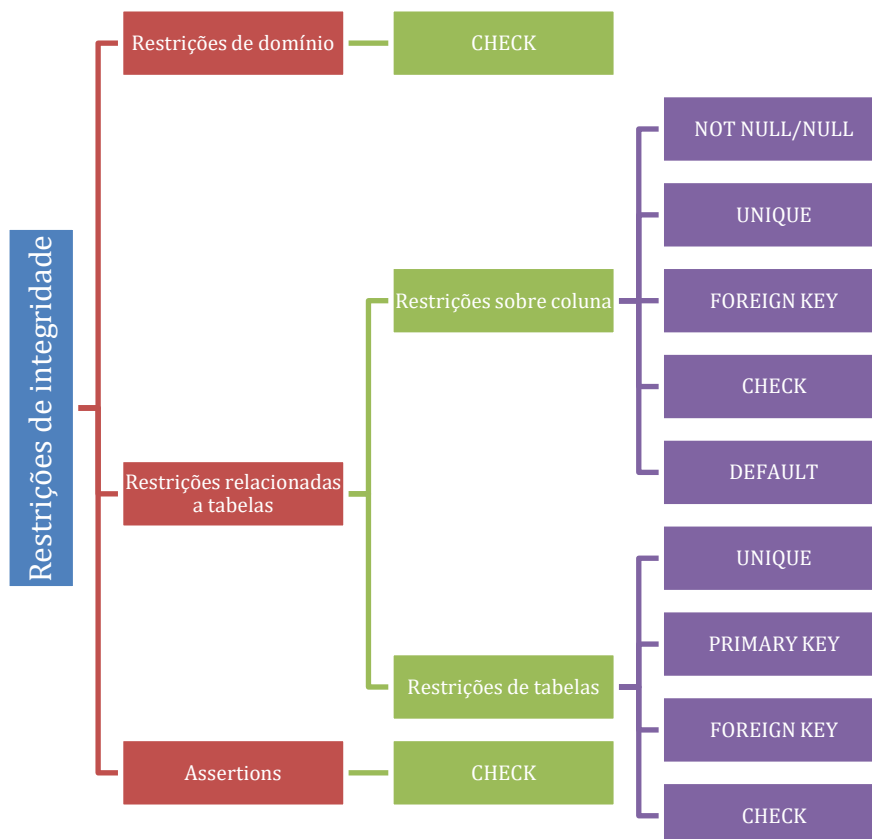 Restrições de integridade
Restrições de domínio
CHECK
Restrições relacionadas
a tabelas
Restrições sobre coluna
NOT NULL/NULL
UNIQUE
FOREIGN KEY
CHECK
DEFAULT
Restrições de tabelas
UNIQUE
PRIMARY KEY
FOREIGN KEY
CHECK
Assertions
CHECK